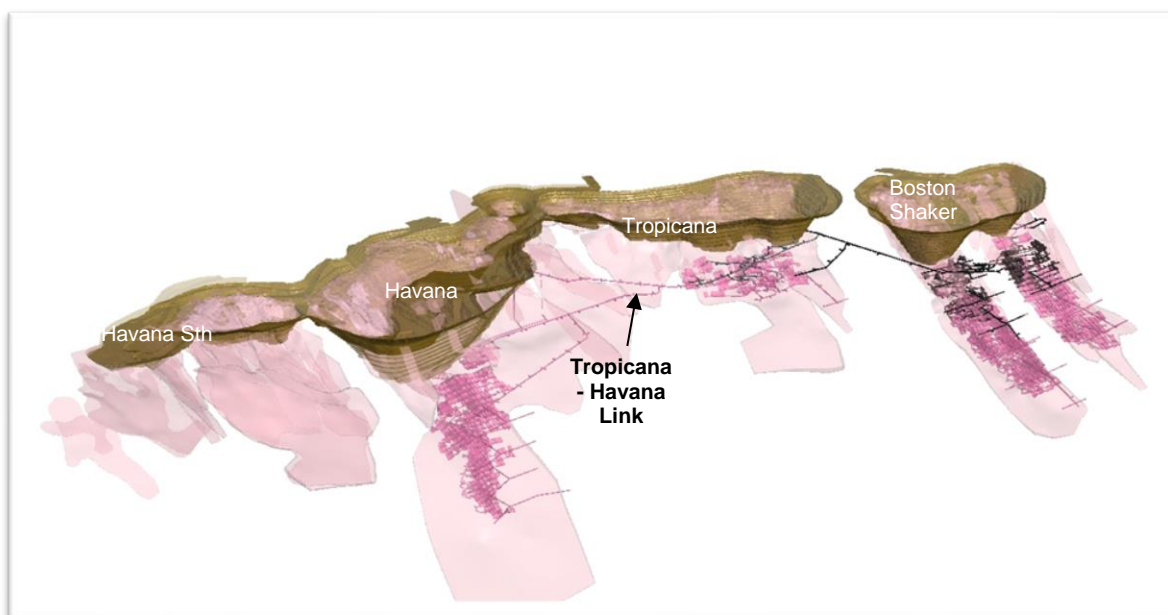 Boston
Shaker
Tropicana
Havana
Havana Sth
Tropicana
- Havana
Link